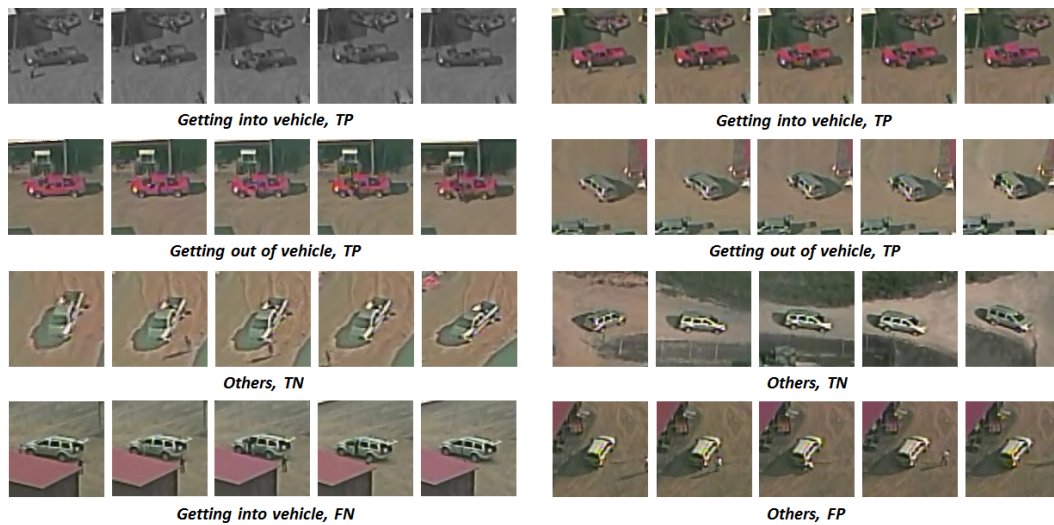 Getting into vehicle, TP
Getting into vehicle, TP
Getting out of vehicle, TP
Getting out of vehicle, TP
Others, TN
Others, TN
Getting into vehicle, FN
Others, FP